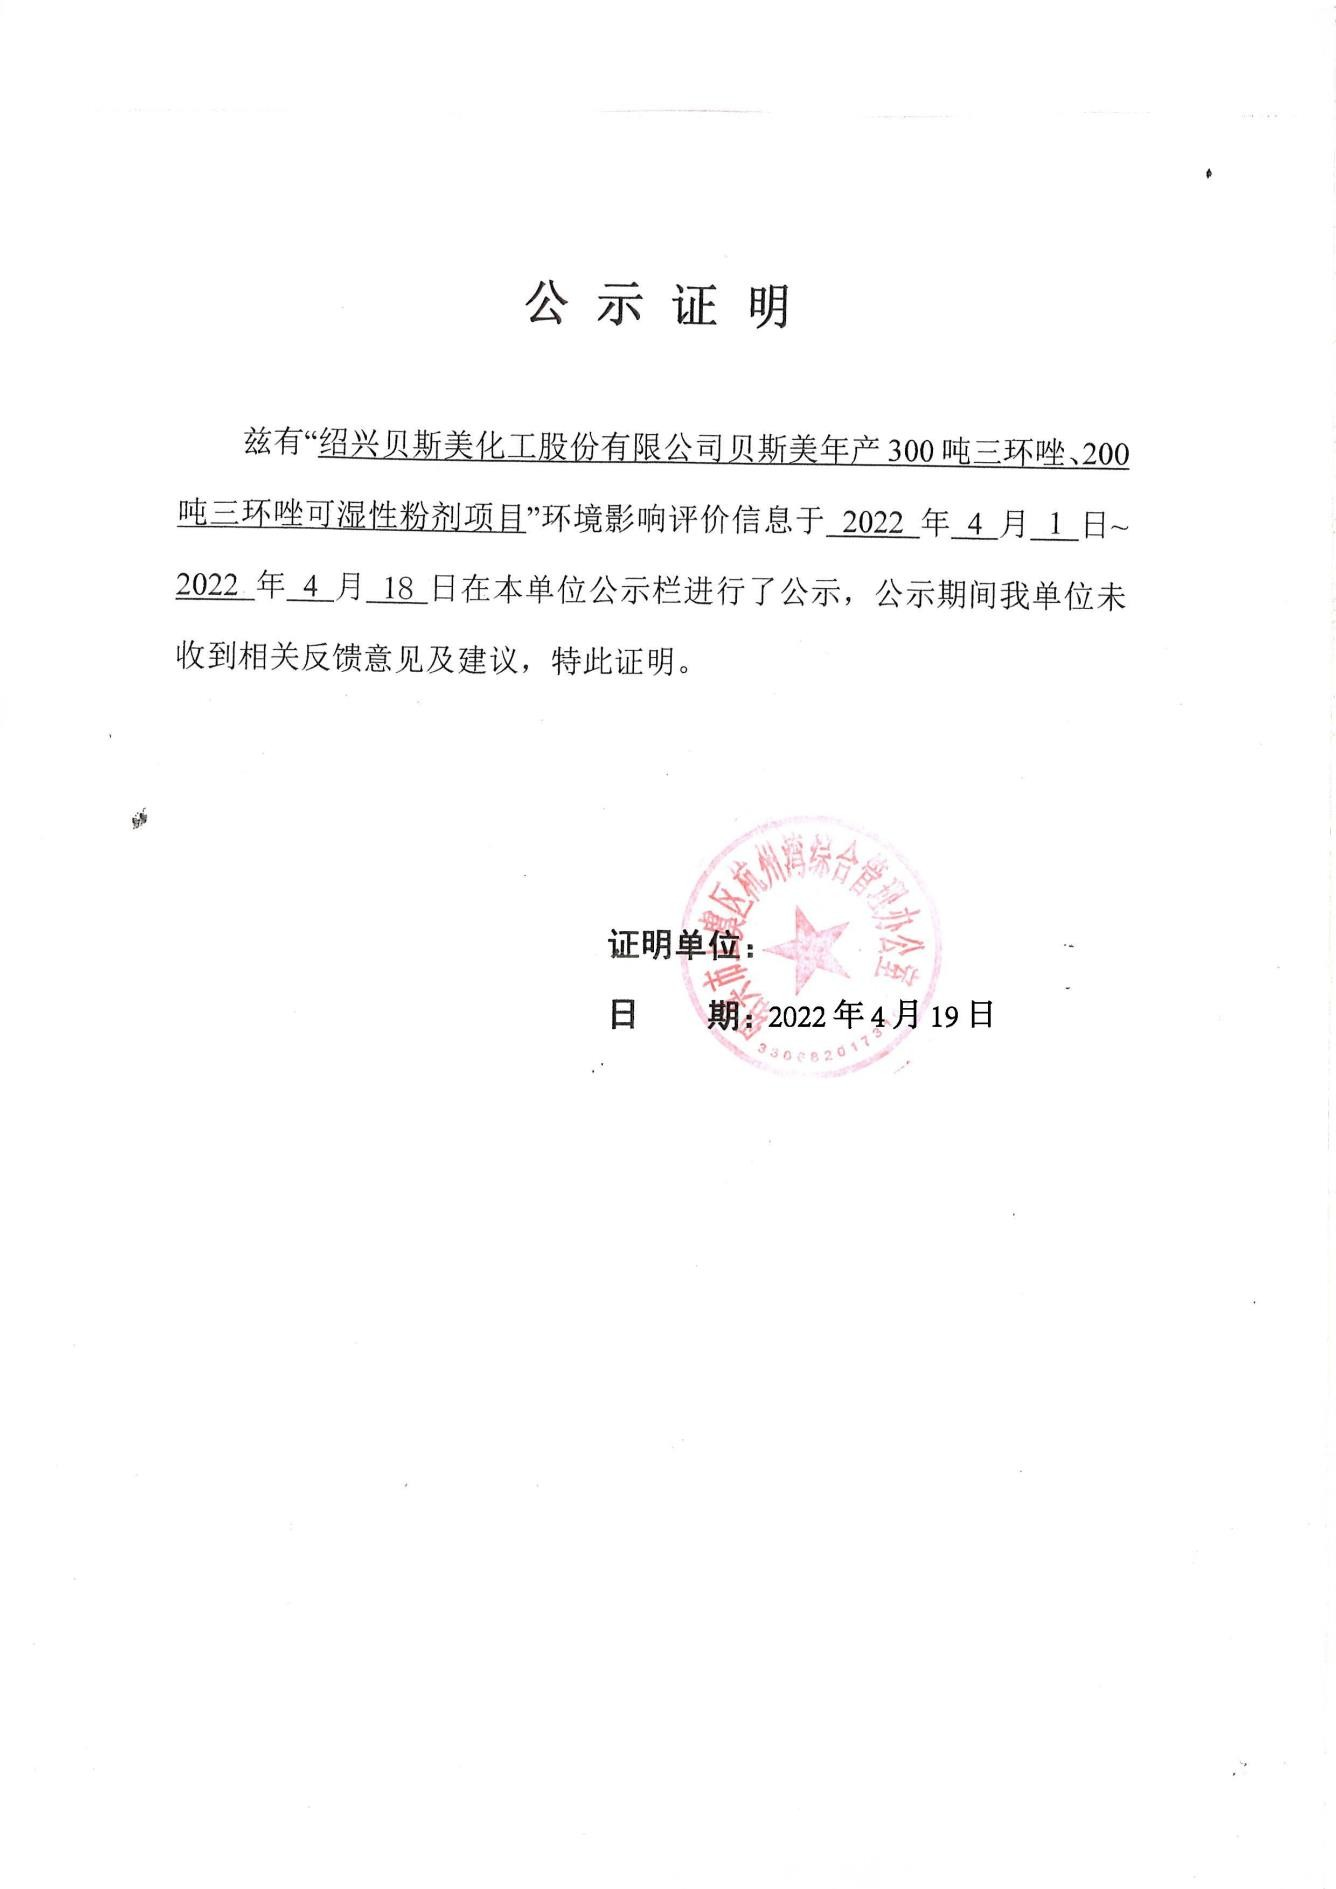 公示证明
兹有“绍兴贝斯美化工股份有限公司贝斯美年产300吨三环唑、200
吨三环唑可湿性粉剂项目”环境影响评价信息于 2022 年 4 月 1 日~
2022 年 4 月 18 日在本单位公示栏进行了公示，公示期间我单位未
收到相关反馈意见及建议，特此证明。
绍兴市上虞区杭州湾综合管理办公室
证明单位：
日 期：2022年4月19日